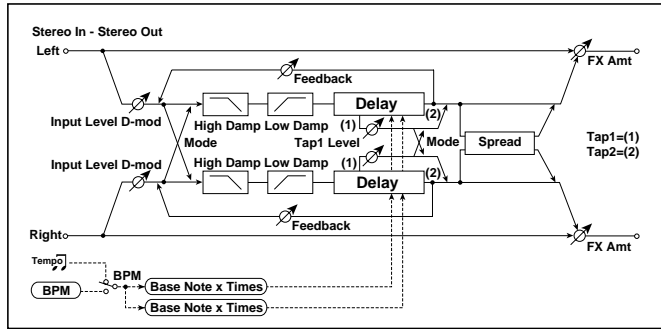 Stereo In - Stereo Out
Left
FX Amt
Feedback
Delay
(2)
(1)
Input Level D-mod
High Damp Low Damp
Mode
Tap1 Level
Mode
Spread
Tap1=(1)
Tap2=(2)
Input Level D-mod
High Damp Low Damp
(1)
Delay
(2)
Feedback
Right
FX Amt
Tempo
BPM
BPM
Base Note x Times
Base Note x Times